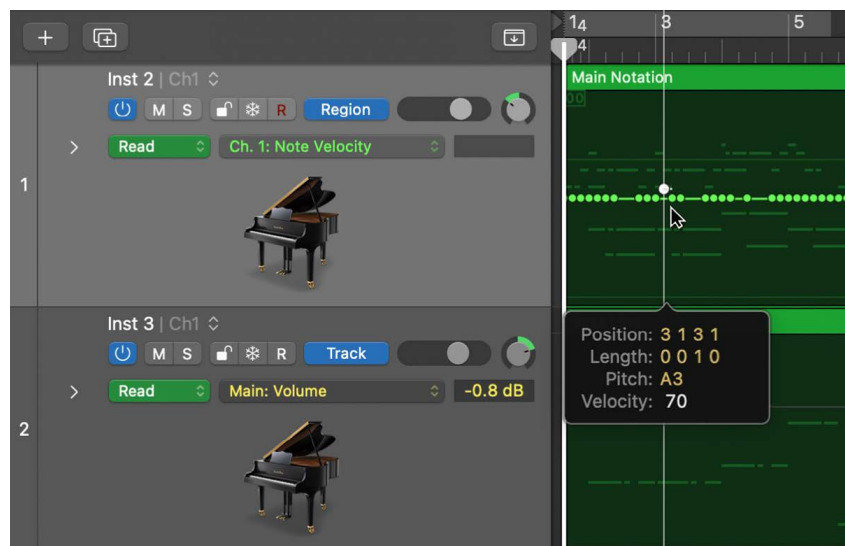 14 3 5
4
Inst 2 | Ch1
Main Notation
M S R Region
Read Ch. 1: Note Velocity
1
Inst 3 | Ch1
M S R Track
Read Main: Volume -0.8 dB
2
Position: 3 1 3 1
Length: 0 0 1 0
Pitch: A3
Velocity: 70